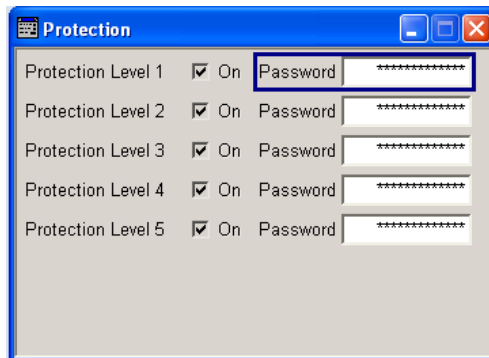 Protection
Protection Level 1 On Password *************
Protection Level 2 On Password *************
Protection Level 3 On Password *************
Protection Level 4 On Password *************
Protection Level 5 On Password *************